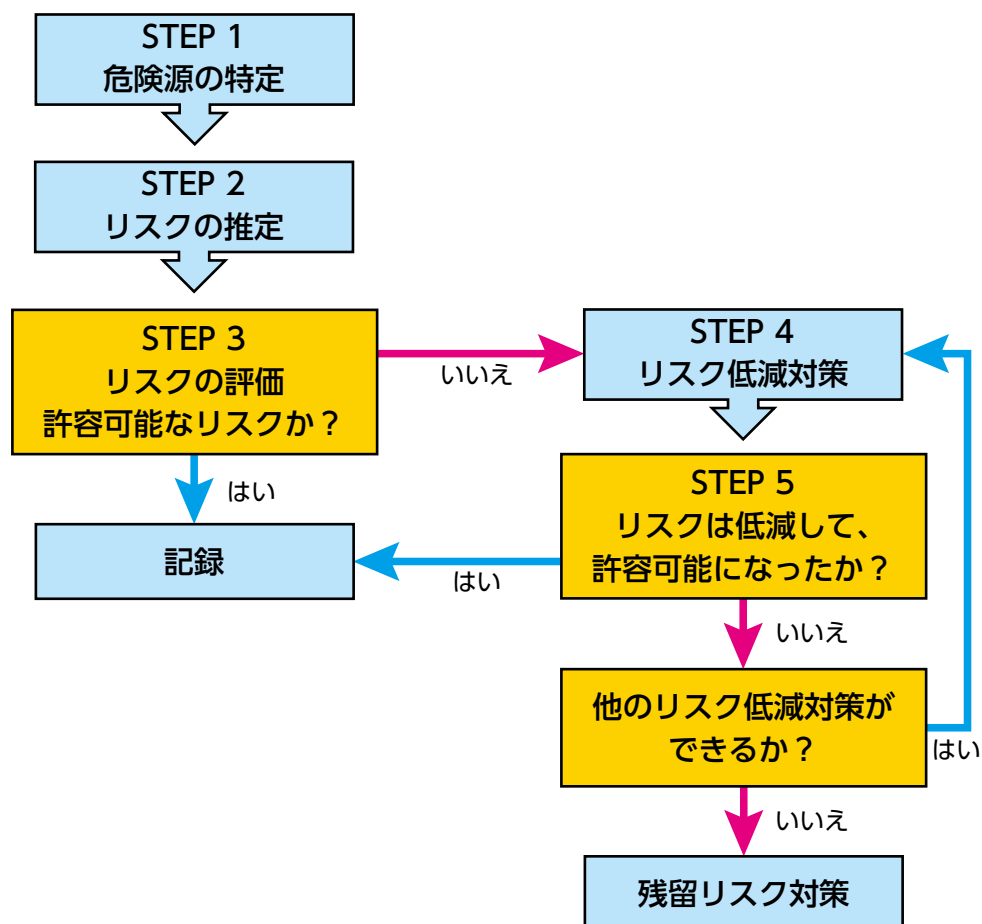 STEP 1
危険源の特定
STEP 2
リスクの推定
STEP 3
リスクの評価
許容可能なリスクか？
いいえ
STEP 4
リスク低減対策
はい
記録
STEP 5
リスクは低減して、
許容可能になったか？
はい
いいえ
他のリスク低減対策が
できるか？
はい
いいえ
残留リスク対策